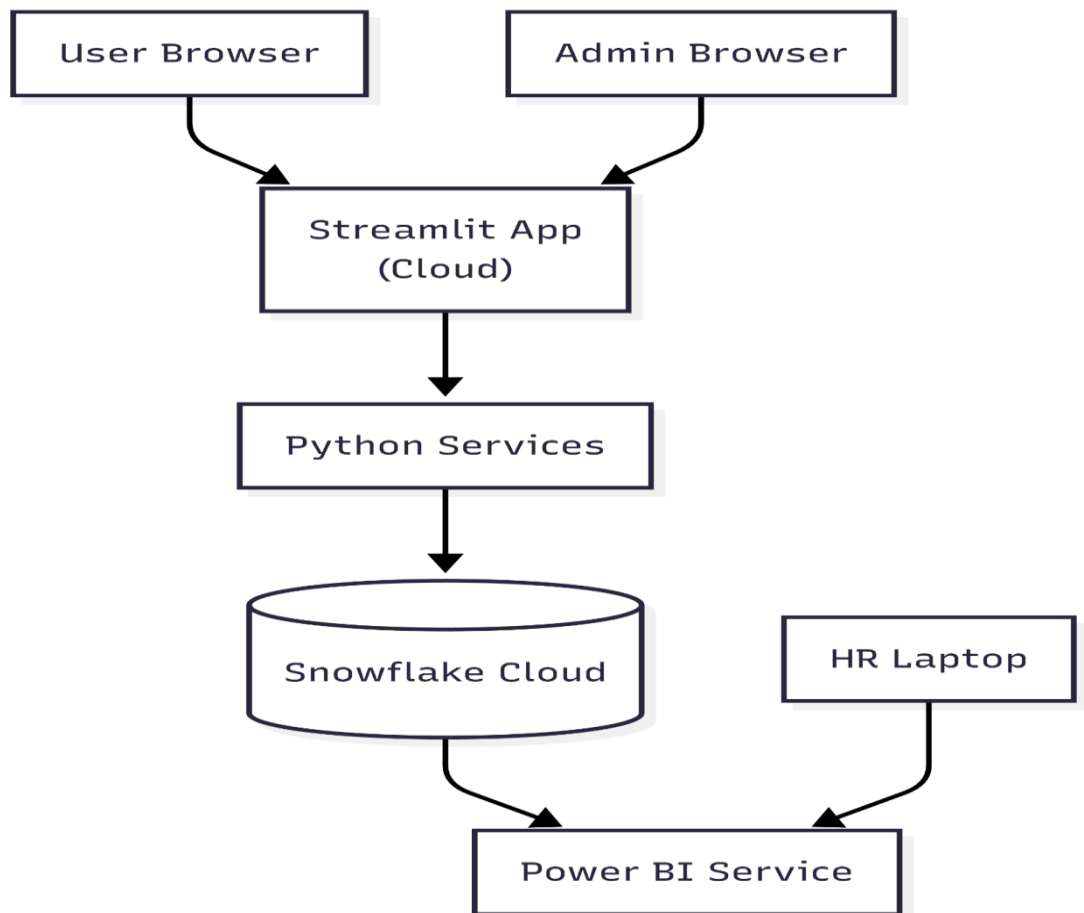 User Browser
Admin Browser
Streamlit App
(Cloud)
Python Services
Snowflake Cloud
HR Laptop
Power BI Service